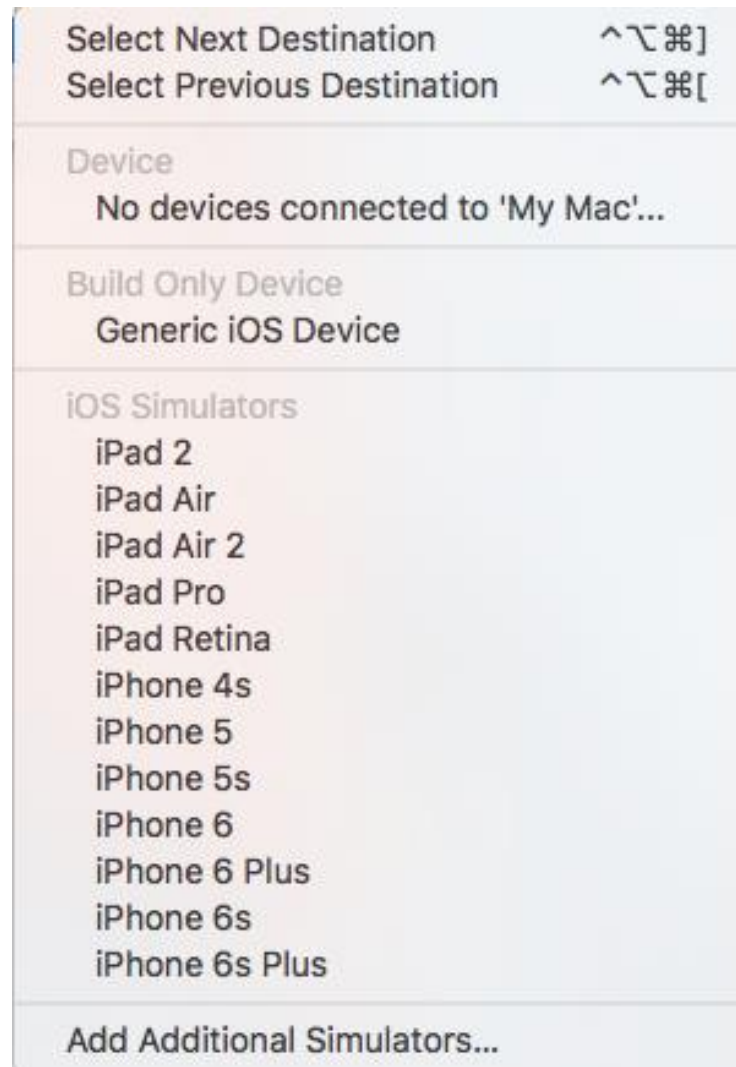 Select Next Destination ^⌥⌘]
Select Previous Destination ^⌥⌘[
Device
No devices connected to 'My Mac'...
Build Only Device
Generic iOS Device
iOS Simulators
iPad 2
iPad Air
iPad Air 2
iPad Pro
iPad Retina
iPhone 4s
iPhone 5
iPhone 5s
iPhone 6
iPhone 6 Plus
iPhone 6s
iPhone 6s Plus
Add Additional Simulators...